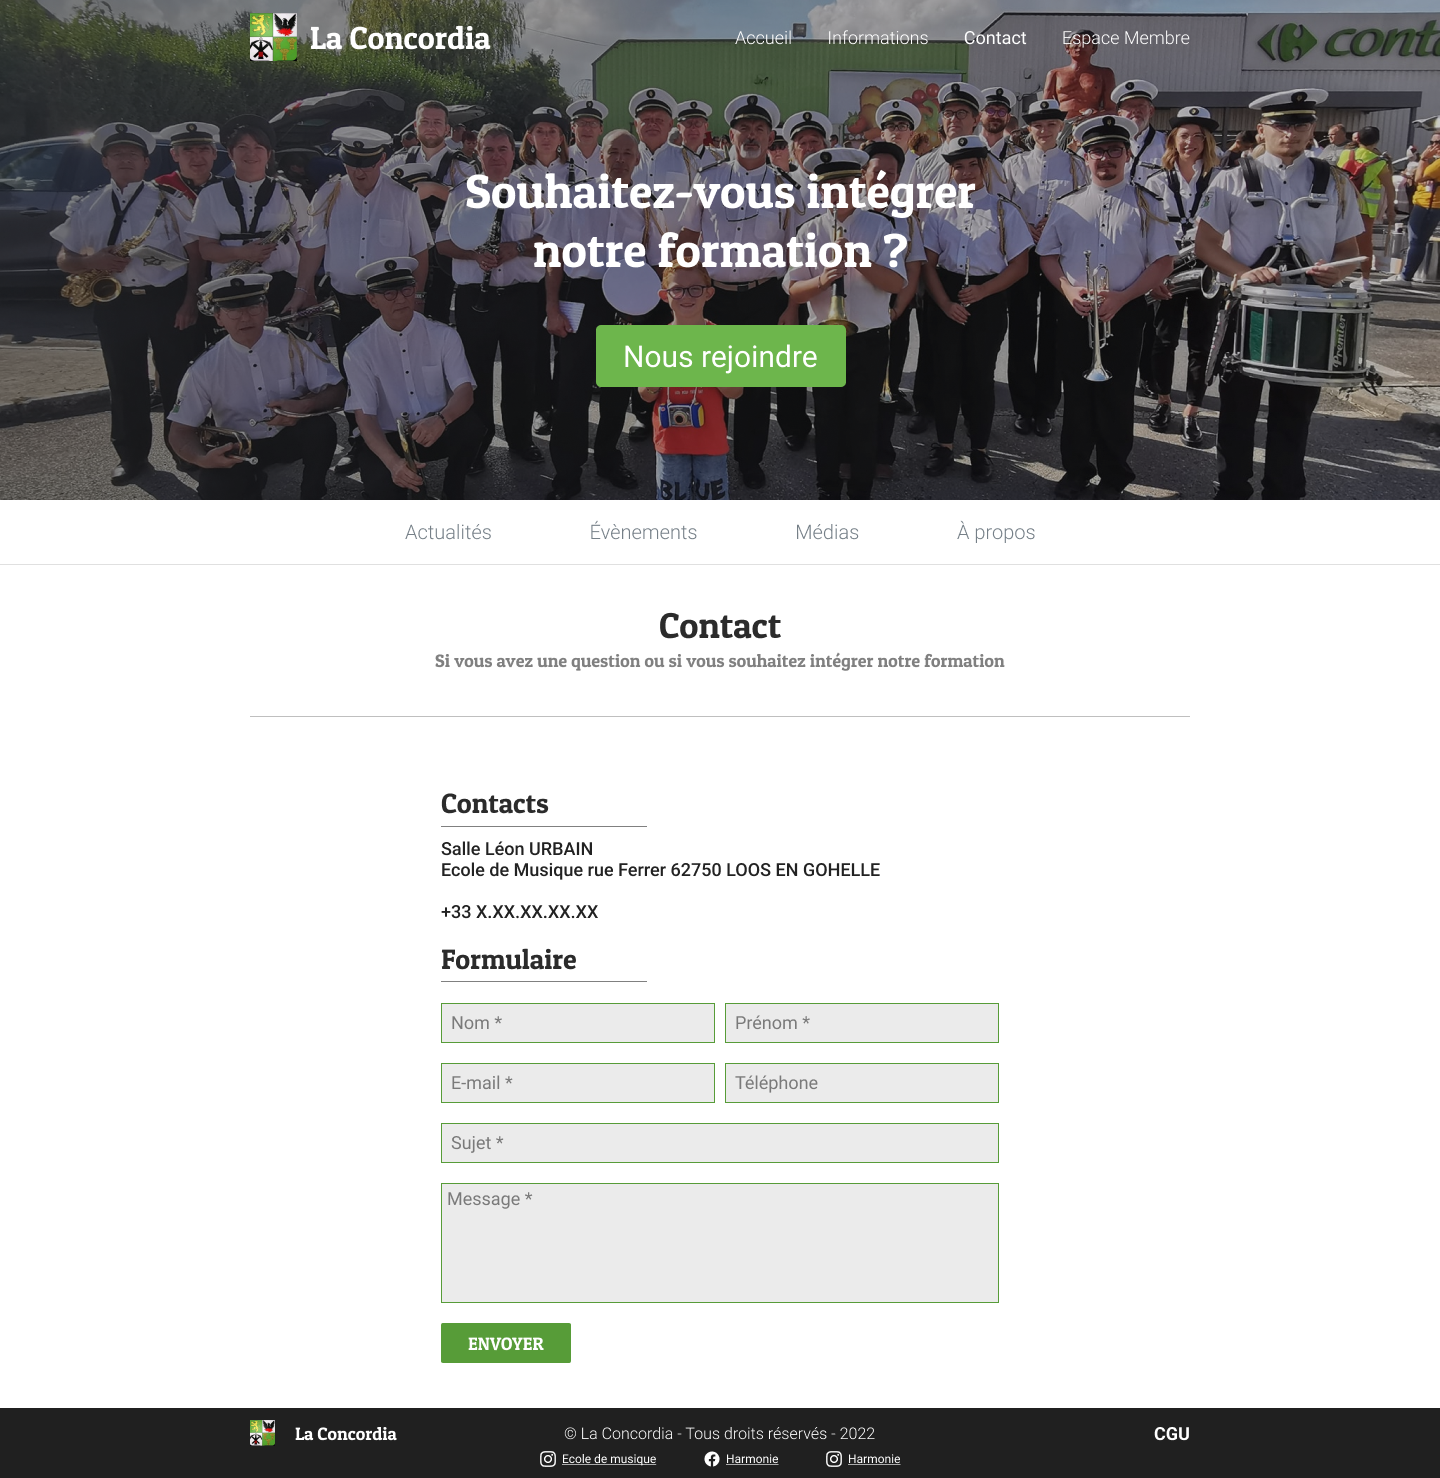 La Concordia
Accueil
Informations
Contact
Espace Membre
conta
Souhaitez-vous intégrer
notre formation ?
Nous rejoindre
Premier
BLUE
Actualités
Évènements
Médias
À propos
Contact
Si vous avez une question ou si vous souhaitez intégrer notre formation
Contacts
Salle Léon URBAIN
Ecole de Musique rue Ferrer 62750 LOOS EN GOHELLE
+33 X.XX.XX.XX.XX
Formulaire
Nom *
Prénom *
E-mail *
Téléphone
Sujet *
Message *
ENVOYER
La Concordia
© La Concordia - Tous droits réservés - 2022
CGU
Ecole de musique
Harmonie
Harmonie